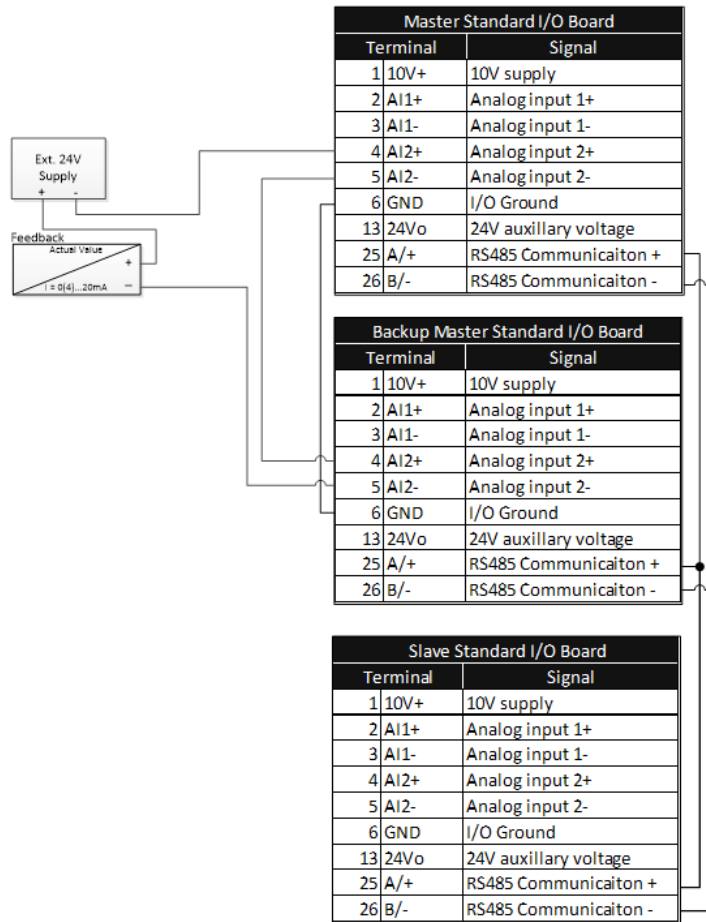 Master Standard I/O Board
Terminal Signal
1 10V+ 10V supply
2 AI1+ Analog input 1+
3 AI1- Analog input 1-
4 AI2+ Analog input 2+
5 AI2- Analog input 2-
6 GND I/O Ground
13 24Vo 24V auxillary voltage
25 A/+ RS485 Communicaiton +
26 B/- RS485 Communicaiton -
Ext. 24V
Supply
+ -
Feedback
Actual Value
+
I = 0(4)...20mA -
Backup Master Standard I/O Board
Terminal Signal
1 10V+ 10V supply
2 AI1+ Analog input 1+
3 AI1- Analog input 1-
4 AI2+ Analog input 2+
5 AI2- Analog input 2-
6 GND I/O Ground
13 24Vo 24V auxillary voltage
25 A/+ RS485 Communicaiton +
26 B/- RS485 Communicaiton -
Slave Standard I/O Board
Terminal Signal
1 10V+ 10V supply
2 AI1+ Analog input 1+
3 AI1- Analog input 1-
4 AI2+ Analog input 2+
5 AI2- Analog input 2-
6 GND I/O Ground
13 24Vo 24V auxillary voltage
25 A/+ RS485 Communicaiton +
26 B/- RS485 Communicaiton -